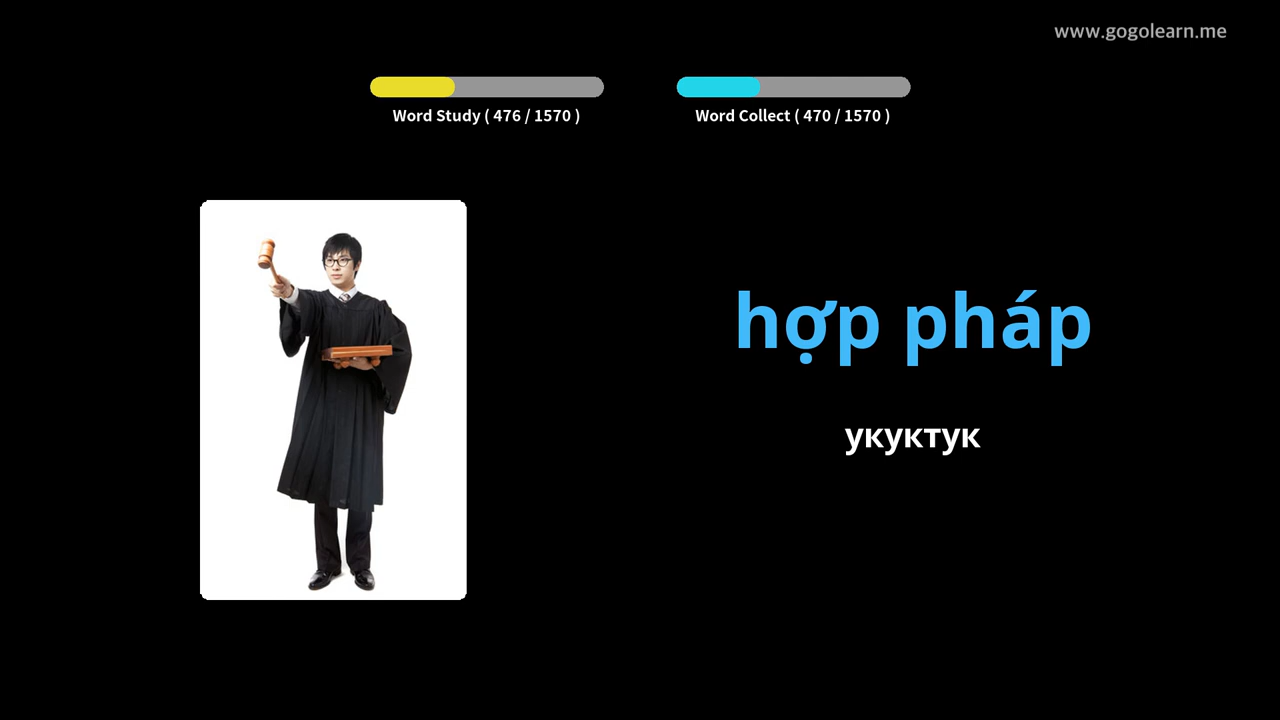 www.gogolearn.me
Word Study ( 476 / 1570 )
Word Collect ( 470 / 1570 )
hợp pháp
укуктук